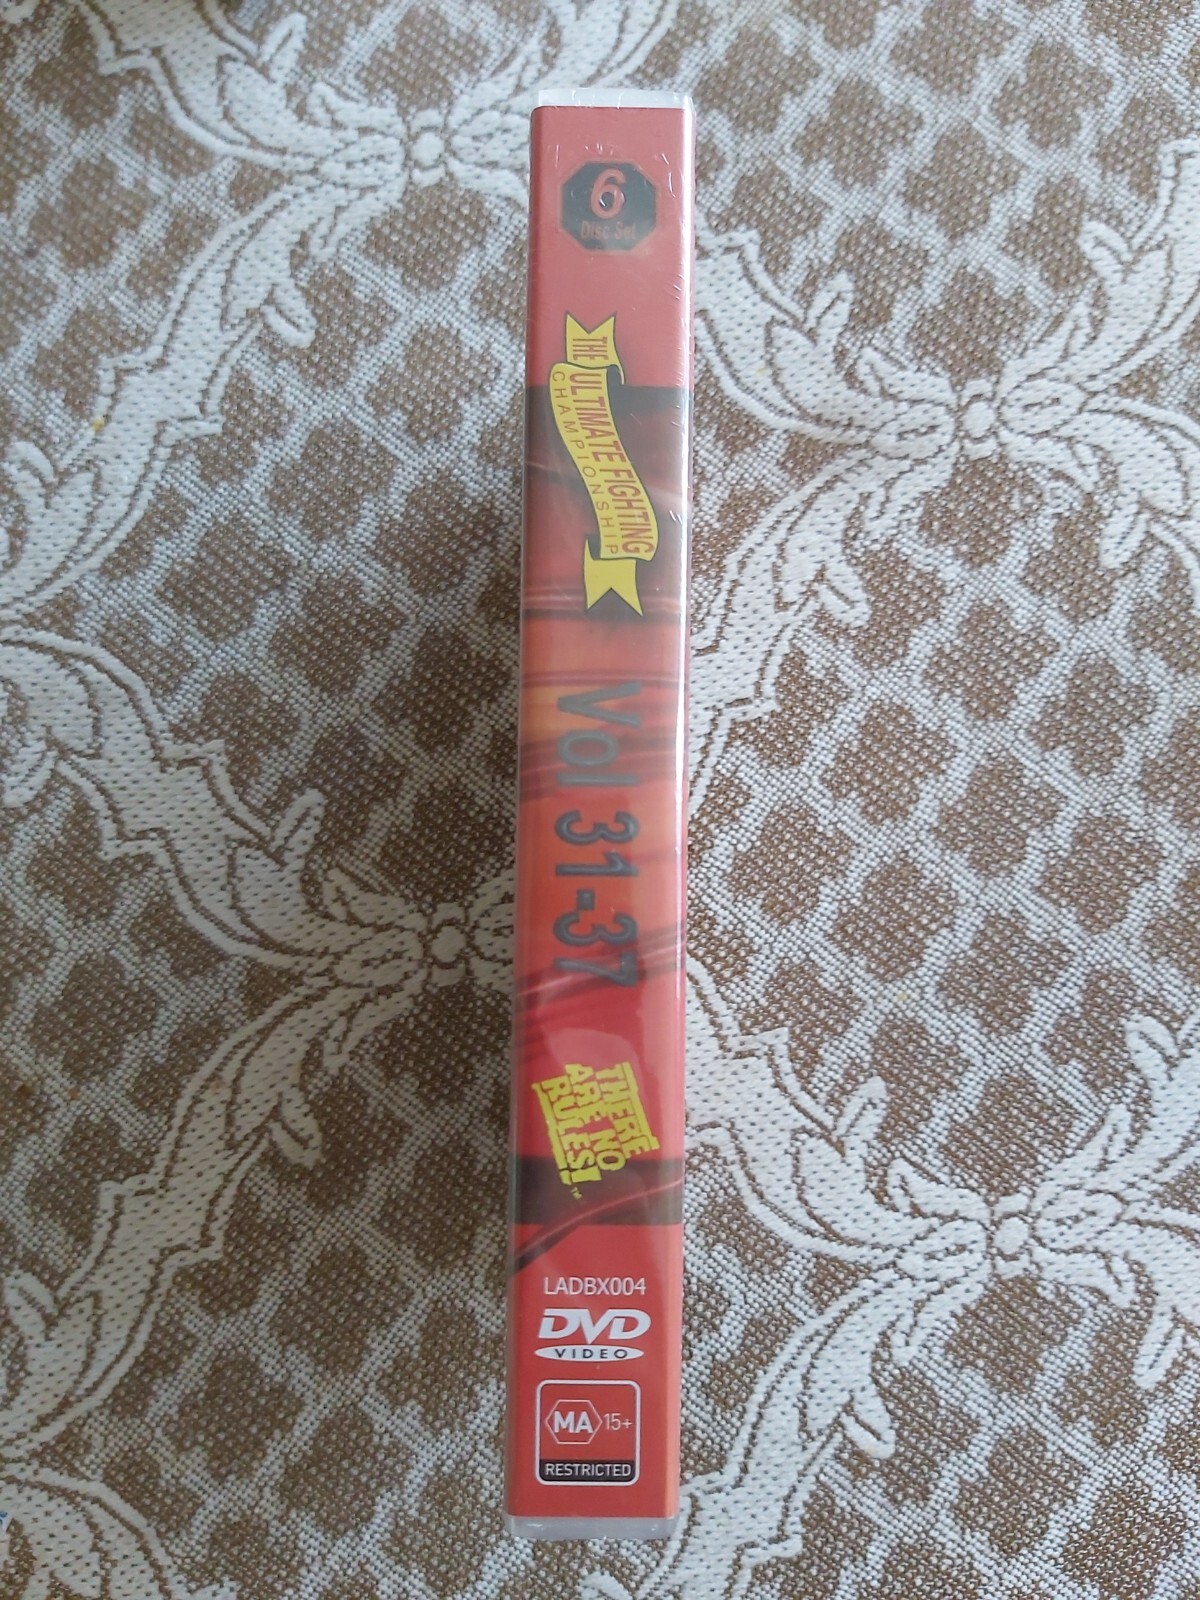 6
Disc Set
THE ULTIMATE FIGHTING
CHAMPIONSHIP
Vol 31-37
THERE
ARE NO
RULES!™
LADBX004
DVD
VIDEO
MA 15+
RESTRICTED